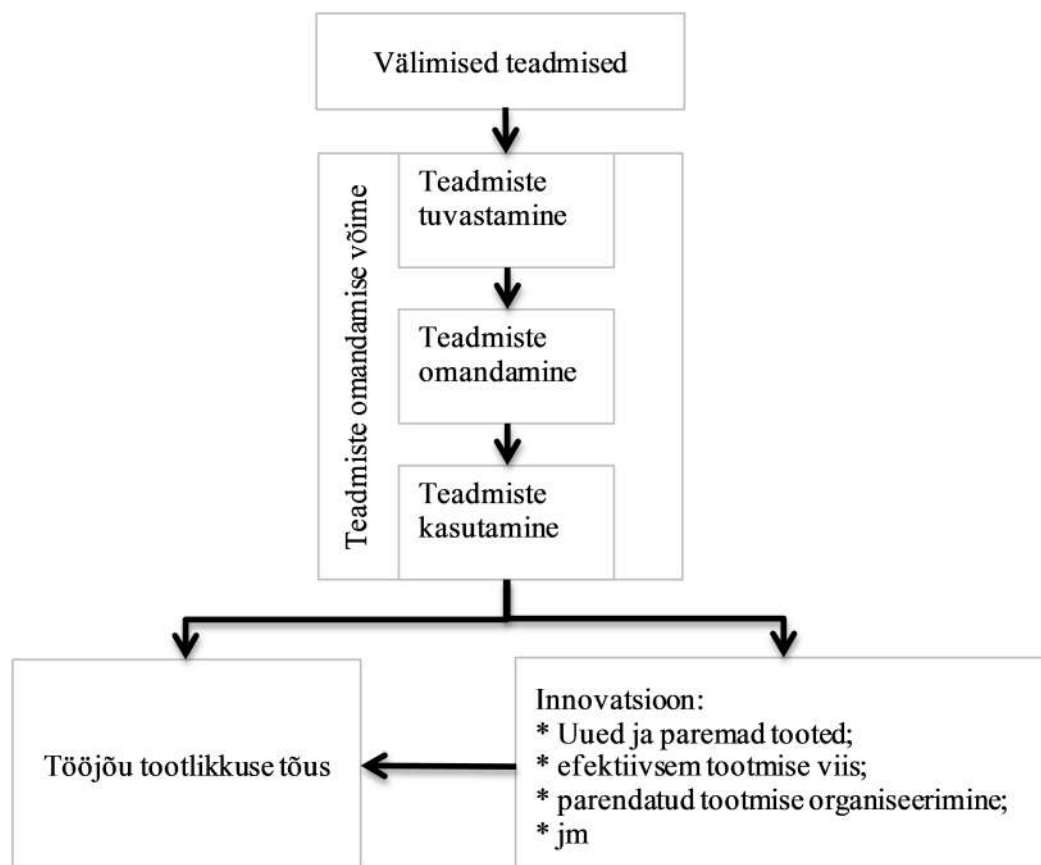 Välimised teadmised
Teadmiste omandamise võime
Teadmiste
tuvastamine
Teadmiste
omandamine
Teadmiste
kasutamine
Tööjõu tootlikkuse tõus
Innovatsioon:
* Uued ja paremad tooted;
* efektiivsem tootmise viis;
* parendatud tootmise organiseerimine;
* jm